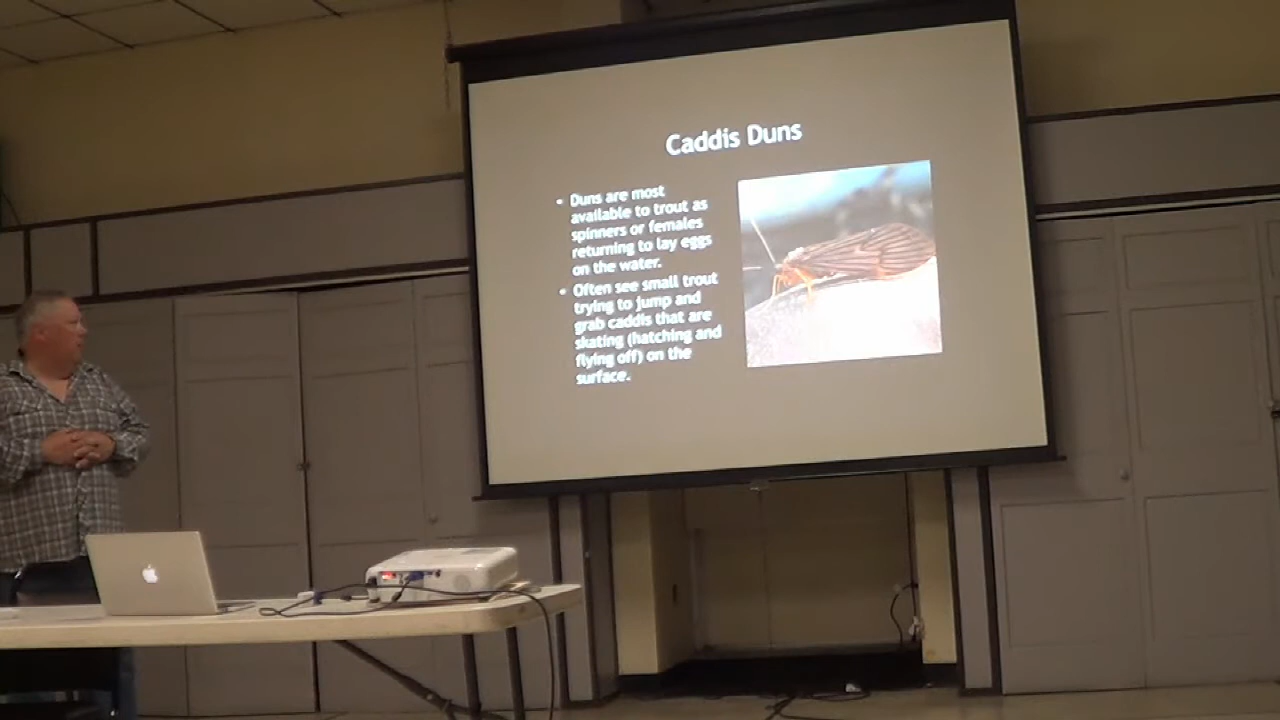 Caddis Duns
• Duns are most
available to trout as
spinners or females
returning to lay eggs
on the water.
• Often see small trout
trying to jump and
grab caddis that are
skating (hatching and
flying off) on the
surface.